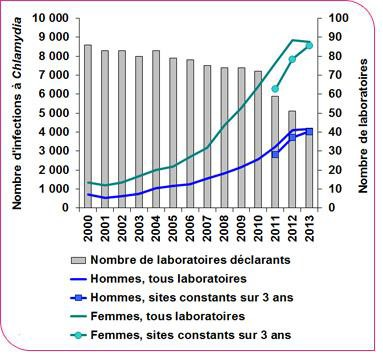 Nombre d'infections à Chlamydia
10 000
9 000
8 000
7 000
6 000
5 000
4 000
3 000
2 000
1 000
0
100
90
80
70
60
50
40
30
20
10
0
Nombre de laboratoires
2000 2001 2002 2003 2004 2005 2006 2007 2008 2009 2010 2011 2012 2013
Nombre de laboratoires déclarants
Hommes, tous laboratoires
Hommes, sites constants sur 3 ans
Femmes, tous laboratoires
Femmes, sites constants sur 3 ans